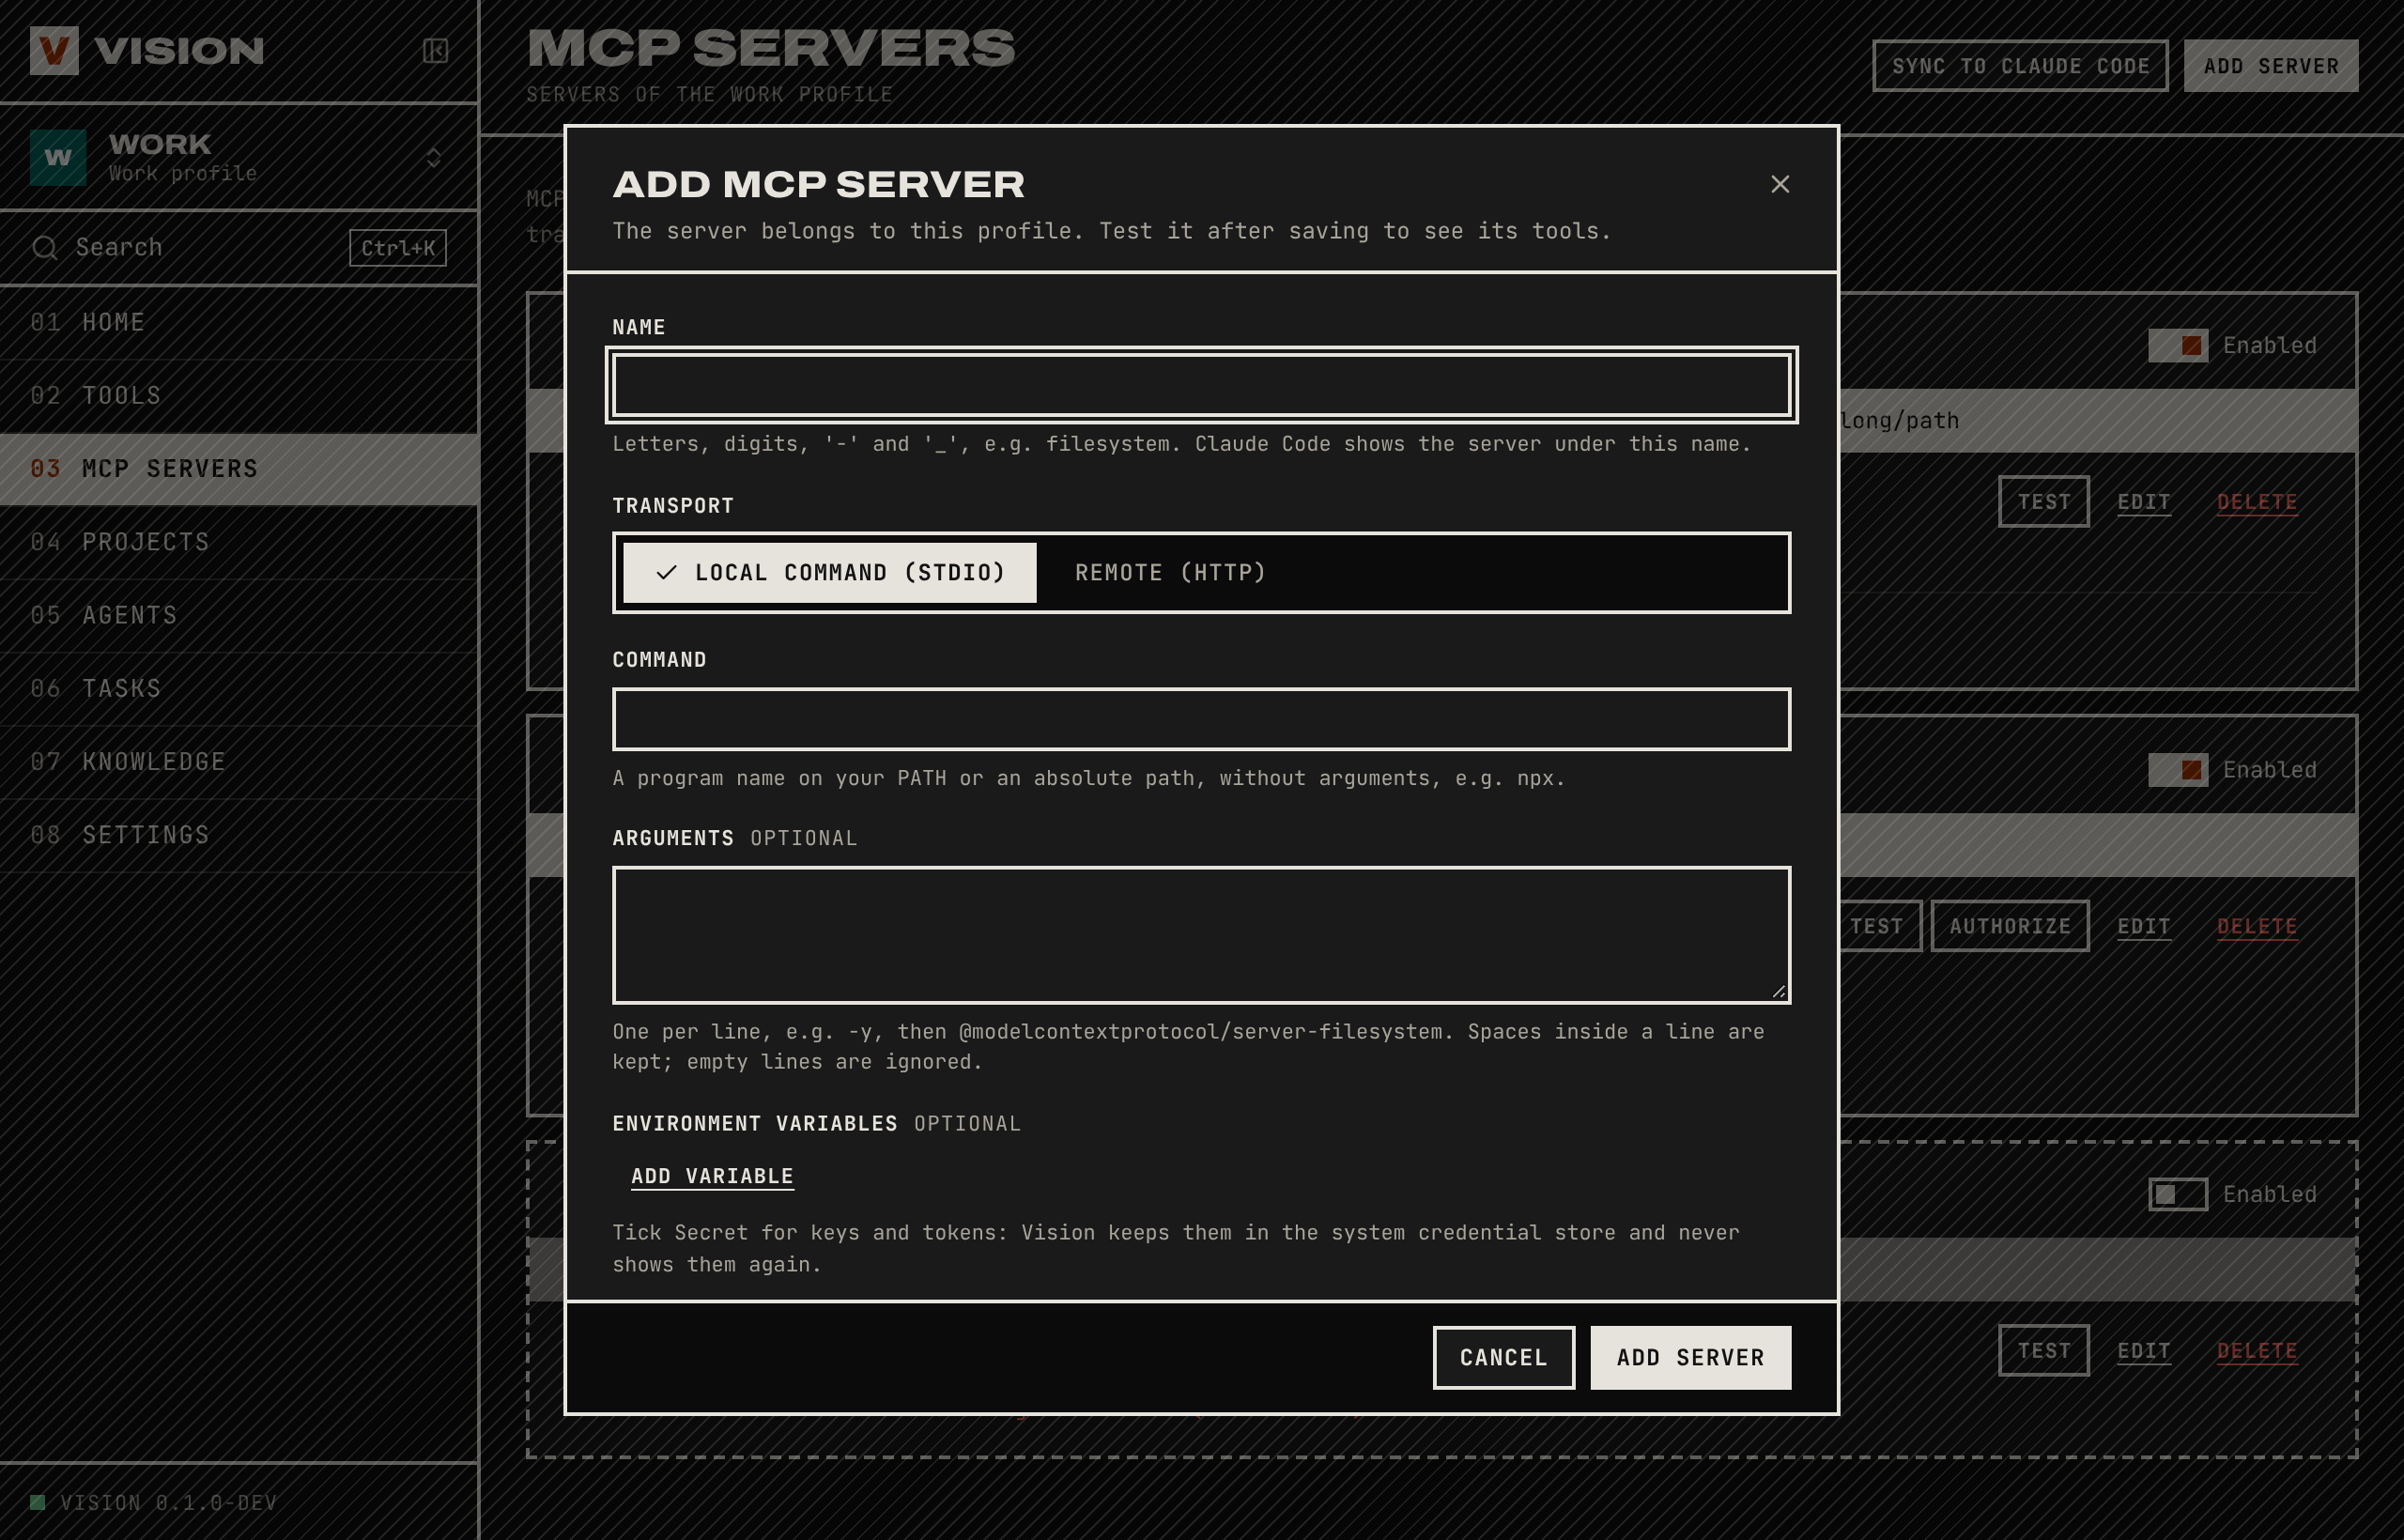 V VISION
W WORK
Work profile
Search Ctrl+K
01 HOME
02 TOOLS
03 MCP SERVERS
04 PROJECTS
05 AGENTS
06 TASKS
07 KNOWLEDGE
08 SETTINGS
VISION 0.1.0-DEV
MCP SERVERS
SERVERS OF THE WORK PROFILE
SYNC TO CLAUDE CODE ADD SERVER
MCP
Enabled
long/path
TEST EDIT DELETE
Enabled
TEST AUTHORIZE EDIT DELETE
Enabled
TEST EDIT DELETE
ADD MCP SERVER
The server belongs to this profile. Test it after saving to see its tools.
NAME
Letters, digits, '-' and '_', e.g. filesystem. Claude Code shows the server under this name.
TRANSPORT
LOCAL COMMAND (STDIO) REMOTE (HTTP)
COMMAND
A program name on your PATH or an absolute path, without arguments, e.g. npx.
ARGUMENTS OPTIONAL
One per line, e.g. -y, then @modelcontextprotocol/server-filesystem. Spaces inside a line are
kept; empty lines are ignored.
ENVIRONMENT VARIABLES OPTIONAL
ADD VARIABLE
Tick Secret for keys and tokens: Vision keeps them in the system credential store and never
shows them again.
CANCEL ADD SERVER